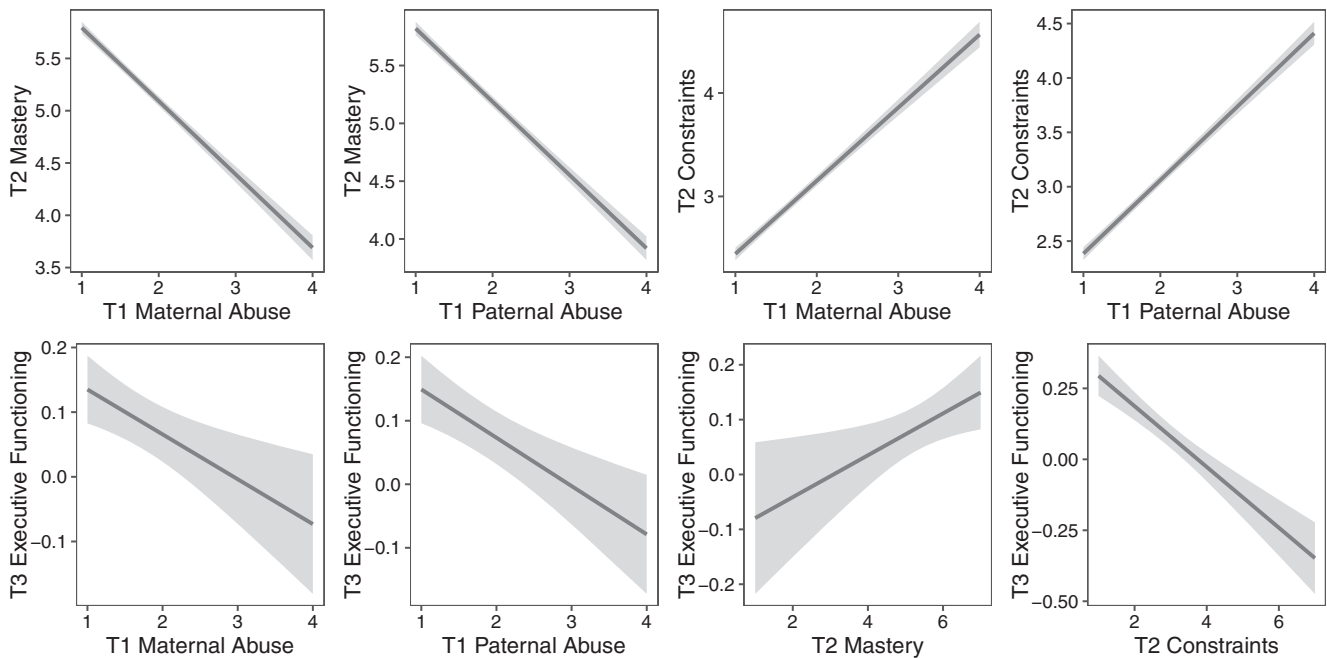 T2 Mastery
5.5
5.0
4.5
4.0
3.5
1 2 3 4
T1 Maternal Abuse
T2 Mastery
5.5
5.0
4.5
4.0
1 2 3 4
T1 Paternal Abuse
T2 Constraints
4
3
1 2 3 4
T1 Maternal Abuse
T2 Constraints
4.5
4.0
3.5
3.0
2.5
1 2 3 4
T1 Paternal Abuse
T3 Executive Functioning
0.2
0.1
0.0
−0.1
1 2 3 4
T1 Maternal Abuse
T3 Executive Functioning
0.2
0.1
0.0
−0.1
1 2 3 4
T1 Paternal Abuse
T3 Executive Functioning
0.2
0.1
0.0
−0.1
−0.2
2 4 6
T2 Mastery
T3 Executive Functioning
0.25
0.00
−0.25
−0.50
2 4 6
T2 Constraints